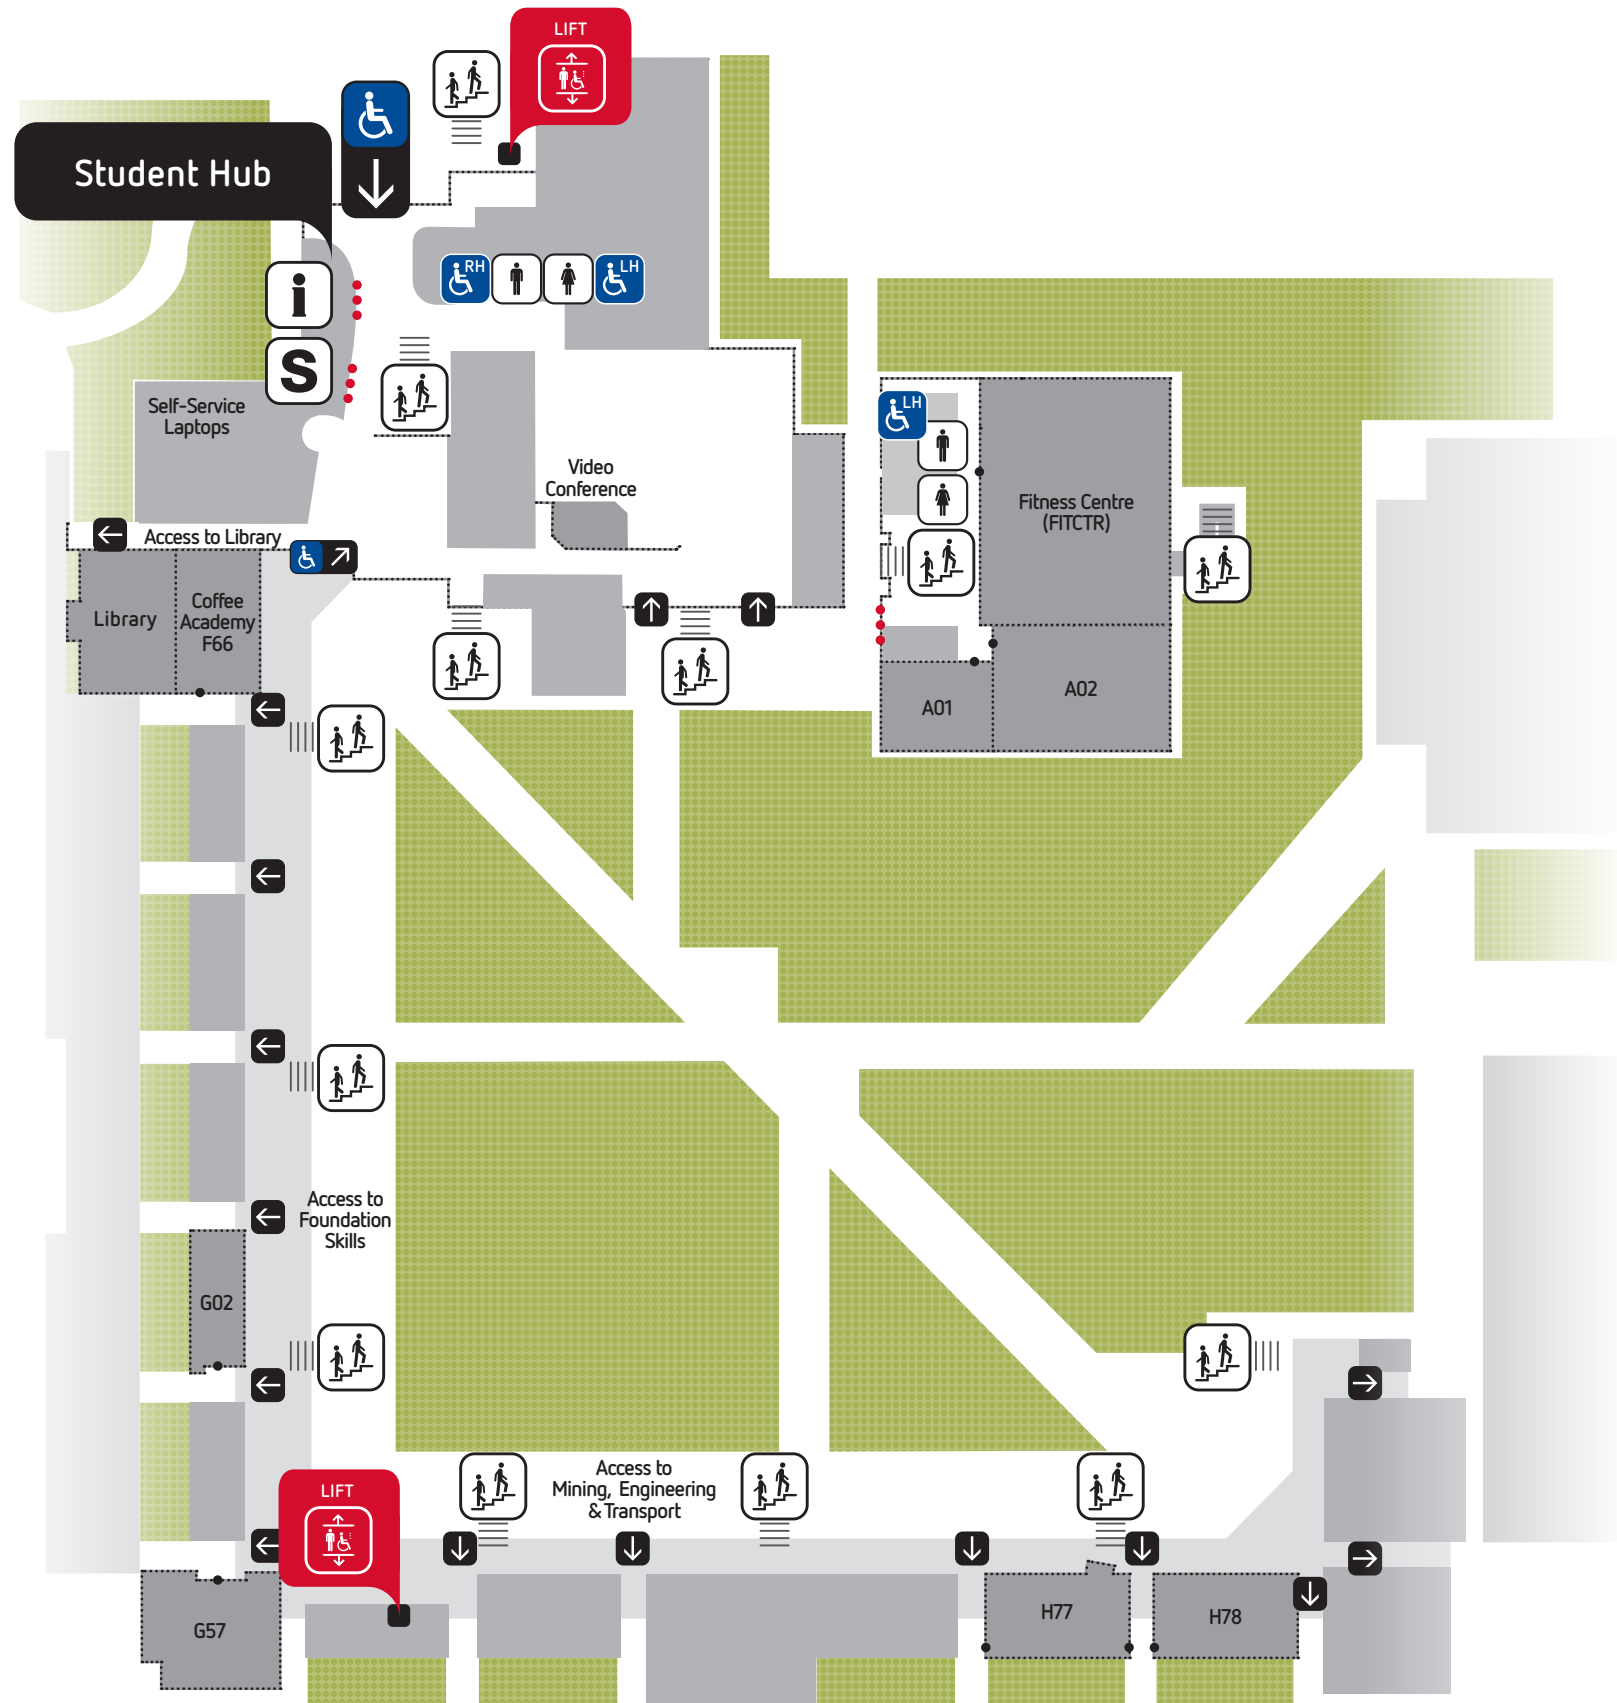 LIFT
Student Hub
RH
LH
i
S
Self-Service
Laptops
LH
Video
Conference
Fitness Centre
(FITCTR)
Access to Library
Library
Coffee
Academy
F66
A01
A02
Access to
Foundation
Skills
G02
LIFT
Access to
Mining, Engineering
& Transport
G57
H77
H78